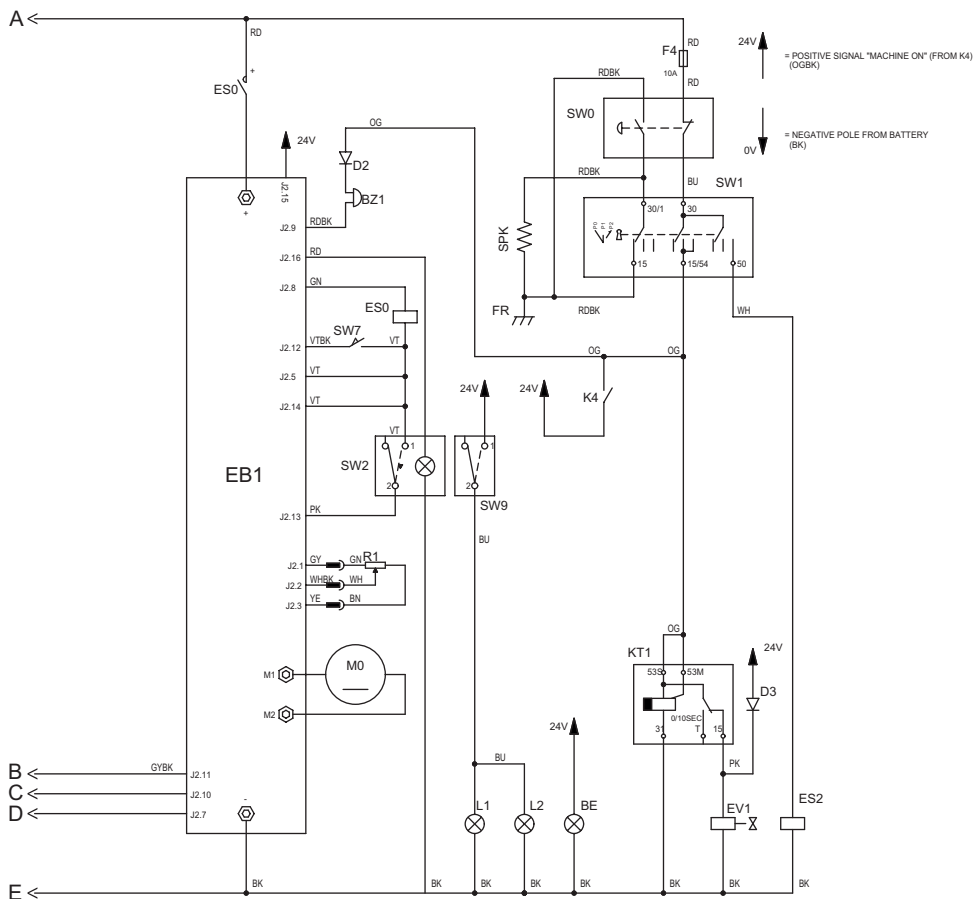 A
RD
F4
RD
24V
= POSITIVE SIGNAL "MACHINE ON" (FROM K4)
(OGBK)
10A
RD
RDBK
+
ES0
SW0
OG
24V
= NEGATIVE POLE FROM BATTERY
(BK)
0V
D2
RDBK
BU
SW1
J2.15
+
BZ1
J2.9
RDBK
30/1
30
P0
P1
P2
SPK
J2.16
RD
15
15/54
50
J2.8
GN
ES0
FR
RDBK
WH
SW7
J2.12
VTBK
VT
OG
OG
J2.5
VT
24V
24V
K4
J2.14
VT
VT
1
1
SW2
EB1
2
2
SW9
J2.13
PK
BU
J2.1
GY
GN
R1
J2.2
WHBK
WH
J2.3
YE
BN
OG
KT1
24V
M1
M0
53S
53M
D3
M2
0/10SEC
24V
31
T
15
BU
PK
B
GYBK
J2.11
C
J2.10
D
J2.7
-
L1
L2
BE
EV1
ES2
E
BK
BK
BK
BK
BK
BK
BK
BK